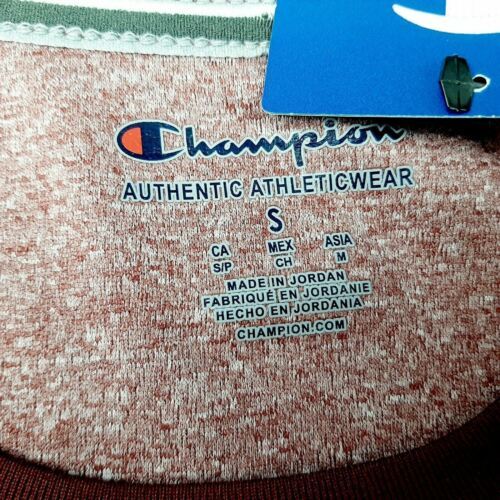 Champion
AUTHENTIC ATHLETICWEAR
S
CA MEX ASIA
S/P CH M
MADE IN JORDAN
FABRIQUÉ EN JORDANIE
HECHO EN JORDANIA
CHAMPION.COM